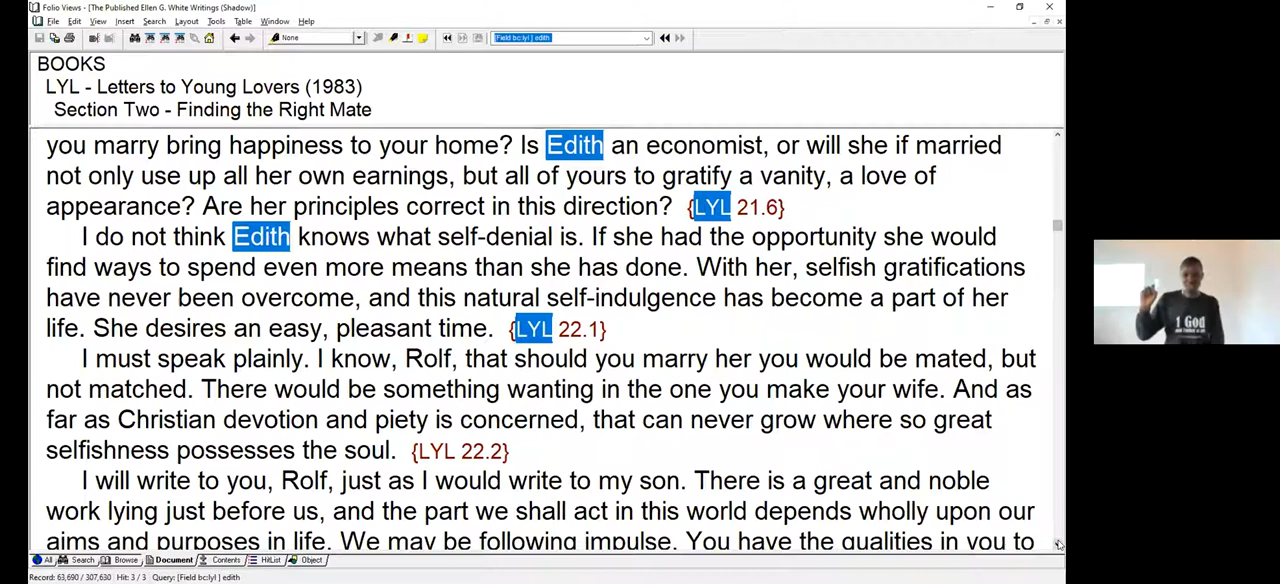 Folio Views - [The Published Ellen G. White Writings (Shadow)]
File Edit View Insert Search Layout Tools Table Window Help
None
[Field bc:lyl ] edith
BOOKS
LYL - Letters to Young Lovers (1983)
Section Two - Finding the Right Mate
you marry bring happiness to your home? Is Edith an economist, or will she if married
not only use up all her own earnings, but all of yours to gratify a vanity, a love of
appearance? Are her principles correct in this direction? {LYL 21.6}
I do not think Edith knows what self-denial is. If she had the opportunity she would
find ways to spend even more means than she has done. With her, selfish gratifications
have never been overcome, and this natural self-indulgence has become a part of her
life. She desires an easy, pleasant time. {LYL 22.1}
I must speak plainly. I know, Rolf, that should you marry her you would be mated, but
not matched. There would be something wanting in the one you make your wife. And as
far as Christian devotion and piety is concerned, that can never grow where so great
selfishness possesses the soul. {LYL 22.2}
I will write to you, Rolf, just as I would write to my son. There is a great and noble
work lying just before us, and the part we shall act in this world depends wholly upon our
aims and purposes in life. We may be following impulse. You have the qualities in you to
All Search Browse Document Contents HitList Object
Record: 63,690 / 307,630 Hit: 3 / 3 Query: [Field bc:lyl ] edith
1 God